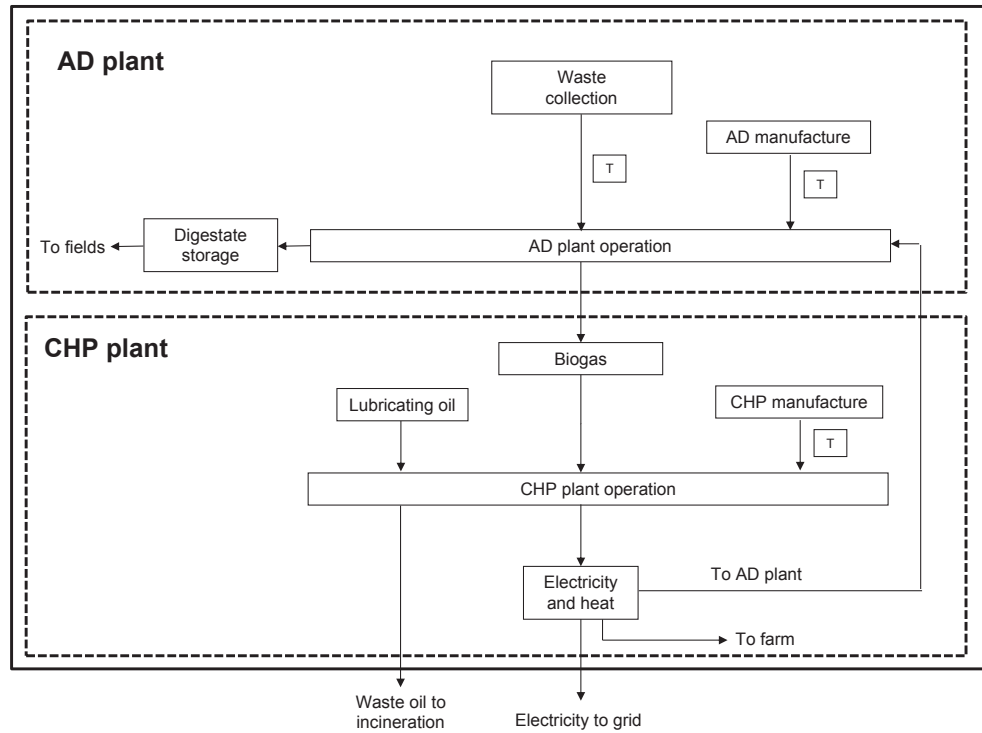 AD plant
Waste
collection
AD manufacture
T
T
To fields
Digestate
storage
AD plant operation
CHP plant
Biogas
Lubricating oil
CHP manufacture
T
CHP plant operation
Electricity
and heat
To AD plant
To farm
Waste oil to
incineration
Electricity to grid